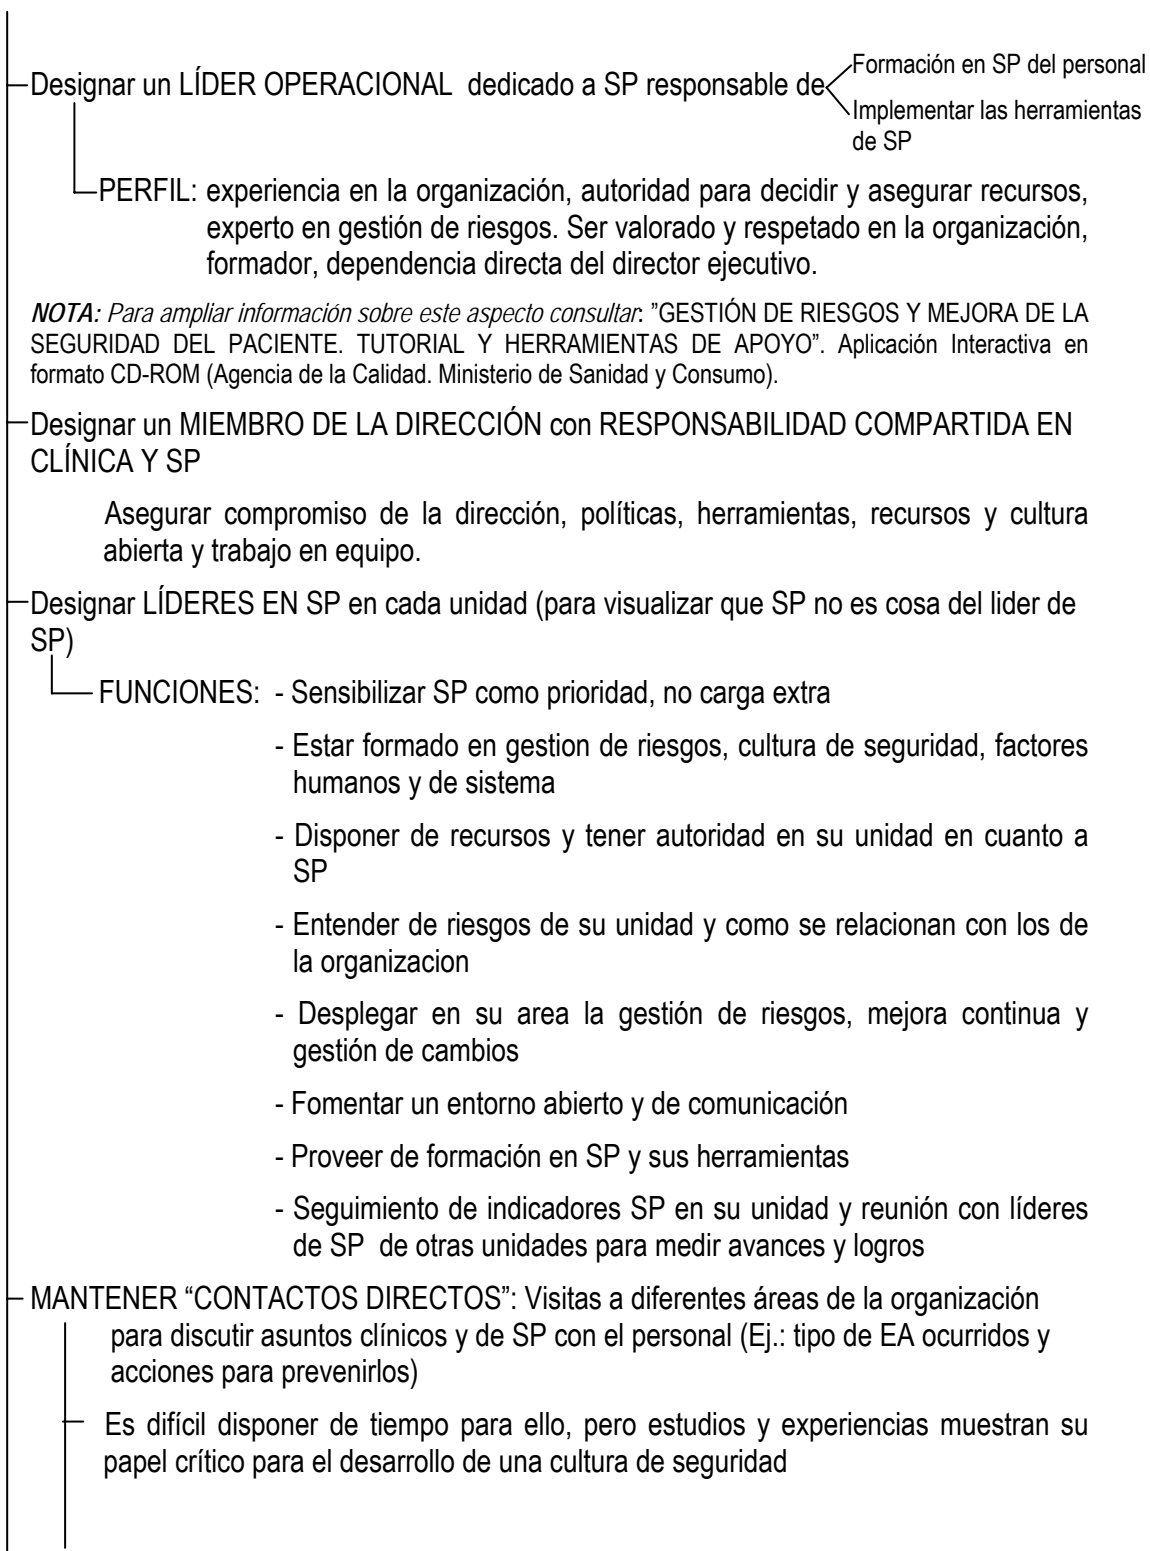 Designar un LÍDER OPERACIONAL dedicado a SP responsable de
Formación en SP del personal
Implementar las herramientas
de SP
PERFIL: experiencia en la organización, autoridad para decidir y asegurar recursos,
experto en gestión de riesgos. Ser valorado y respetado en la organización,
formador, dependencia directa del director ejecutivo.
NOTA: Para ampliar información sobre este aspecto consultar: ”GESTIÓN DE RIESGOS Y MEJORA DE LA
SEGURIDAD DEL PACIENTE. TUTORIAL Y HERRAMIENTAS DE APOYO”. Aplicación Interactiva en
formato CD-ROM (Agencia de la Calidad. Ministerio de Sanidad y Consumo).
Designar un MIEMBRO DE LA DIRECCIÓN con RESPONSABILIDAD COMPARTIDA EN
CLÍNICA Y SP
Asegurar compromiso de la dirección, políticas, herramientas, recursos y cultura
abierta y trabajo en equipo.
Designar LÍDERES EN SP en cada unidad (para visualizar que SP no es cosa del lider de
SP)
FUNCIONES: - Sensibilizar SP como prioridad, no carga extra
- Estar formado en gestion de riesgos, cultura de seguridad, factores
humanos y de sistema
- Disponer de recursos y tener autoridad en su unidad en cuanto a
SP
- Entender de riesgos de su unidad y como se relacionan con los de
la organizacion
- Desplegar en su area la gestión de riesgos, mejora continua y
gestión de cambios
- Fomentar un entorno abierto y de comunicación
- Proveer de formación en SP y sus herramientas
- Seguimiento de indicadores SP en su unidad y reunión con líderes
de SP de otras unidades para medir avances y logros
MANTENER “CONTACTOS DIRECTOS”: Visitas a diferentes áreas de la organización
para discutir asuntos clínicos y de SP con el personal (Ej.: tipo de EA ocurridos y
acciones para prevenirlos)
Es difícil disponer de tiempo para ello, pero estudios y experiencias muestran su
papel crítico para el desarrollo de una cultura de seguridad